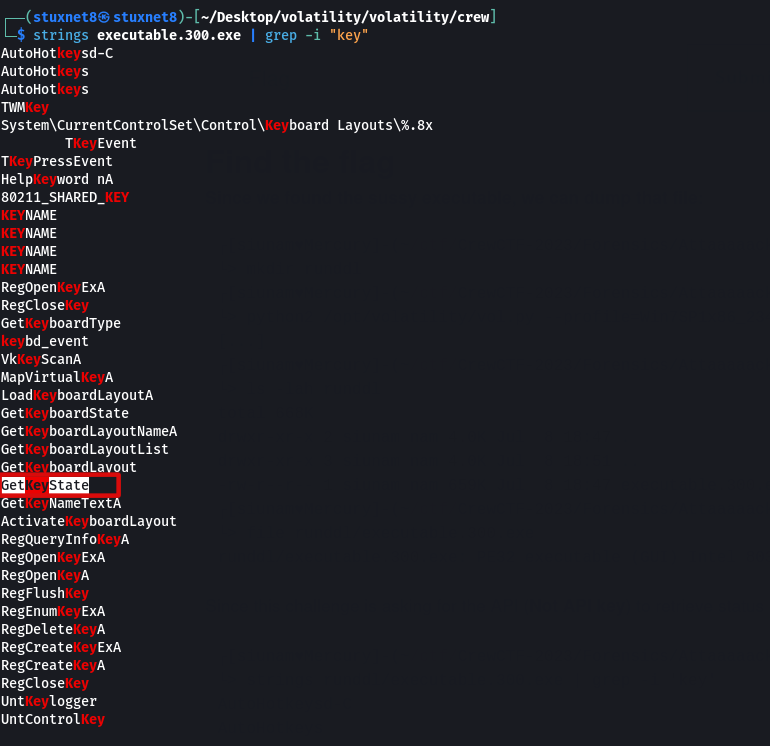 ┌──(stuxnet8㉿stuxnet8)-[~/Desktop/volatility/volatility/crew]
└─$ strings executable.300.exe | grep -i "key"
AutoHotkeysd-C
AutoHotkeys
AutoHotkeys
TWMKey
System\CurrentControlSet\Control\Keyboard Layouts\%.8x
TKeyEvent
TKeyPressEvent
HelpKeyword nA
80211_SHARED_KEY
KEYNAME
KEYNAME
KEYNAME
KEYNAME
RegOpenKeyExA
RegCloseKey
GetKeyboardType
keybd_event
VkKeyScanA
MapVirtualKeyA
LoadKeyboardLayoutA
GetKeyboardState
GetKeyboardLayoutNameA
GetKeyboardLayoutList
GetKeyboardLayout
GetKeyState
GetKeyNameTextA
ActivateKeyboardLayout
RegQueryInfoKeyA
RegOpenKeyExA
RegOpenKeyA
RegFlushKey
RegEnumKeyExA
RegDeleteKeyA
RegCreateKeyExA
RegCreateKeyA
RegCloseKey
UntKeylogger
UntControlKey